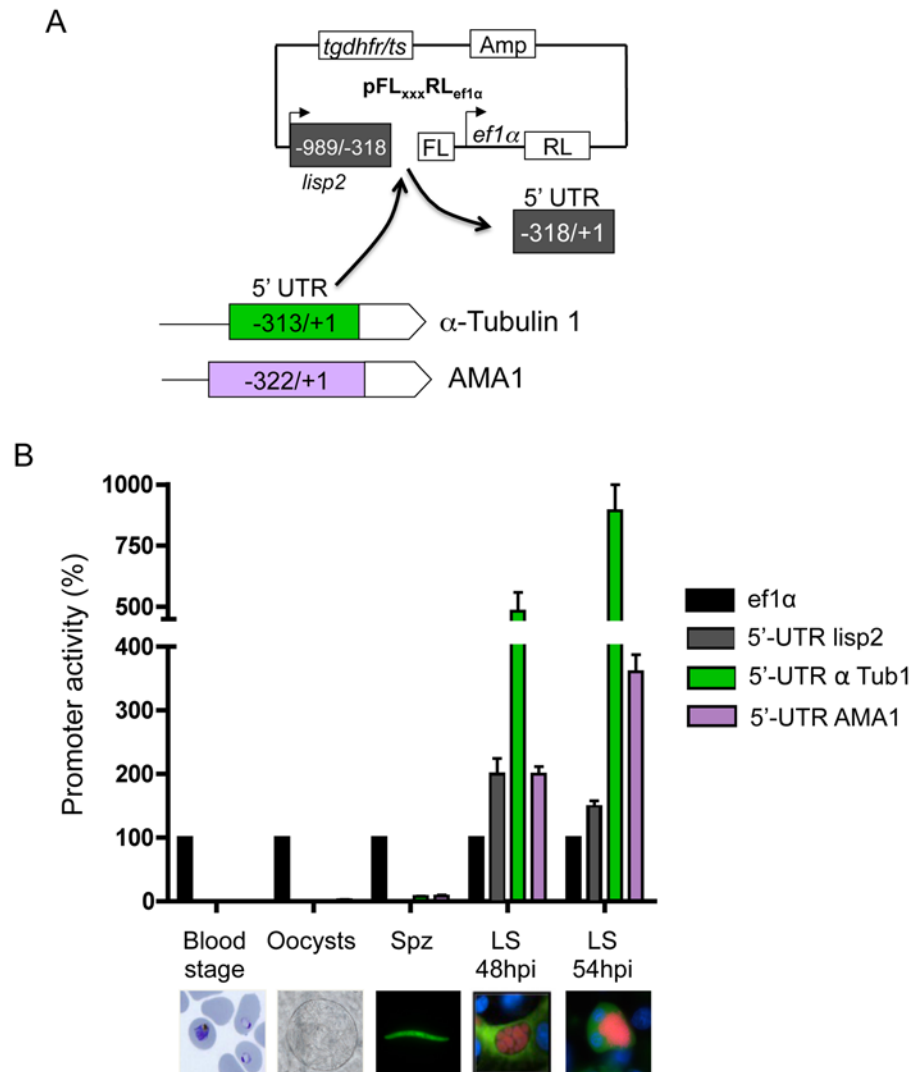 A
tgdhfr/ts
Amp
pFLxxxRLef1α
-989/-318
lisp2
FL
ef1α
RL
5' UTR
-318/+1
5' UTR
-313/+1
α-Tubulin 1
-322/+1
AMA1
B
Promoter activity (%)
1000
750
500
400
300
200
100
0
ef1α
5'-UTR lisp2
5'-UTR α Tub1
5'-UTR AMA1
Blood stage
Oocysts
Spz
LS 48hpi
LS 54hpi